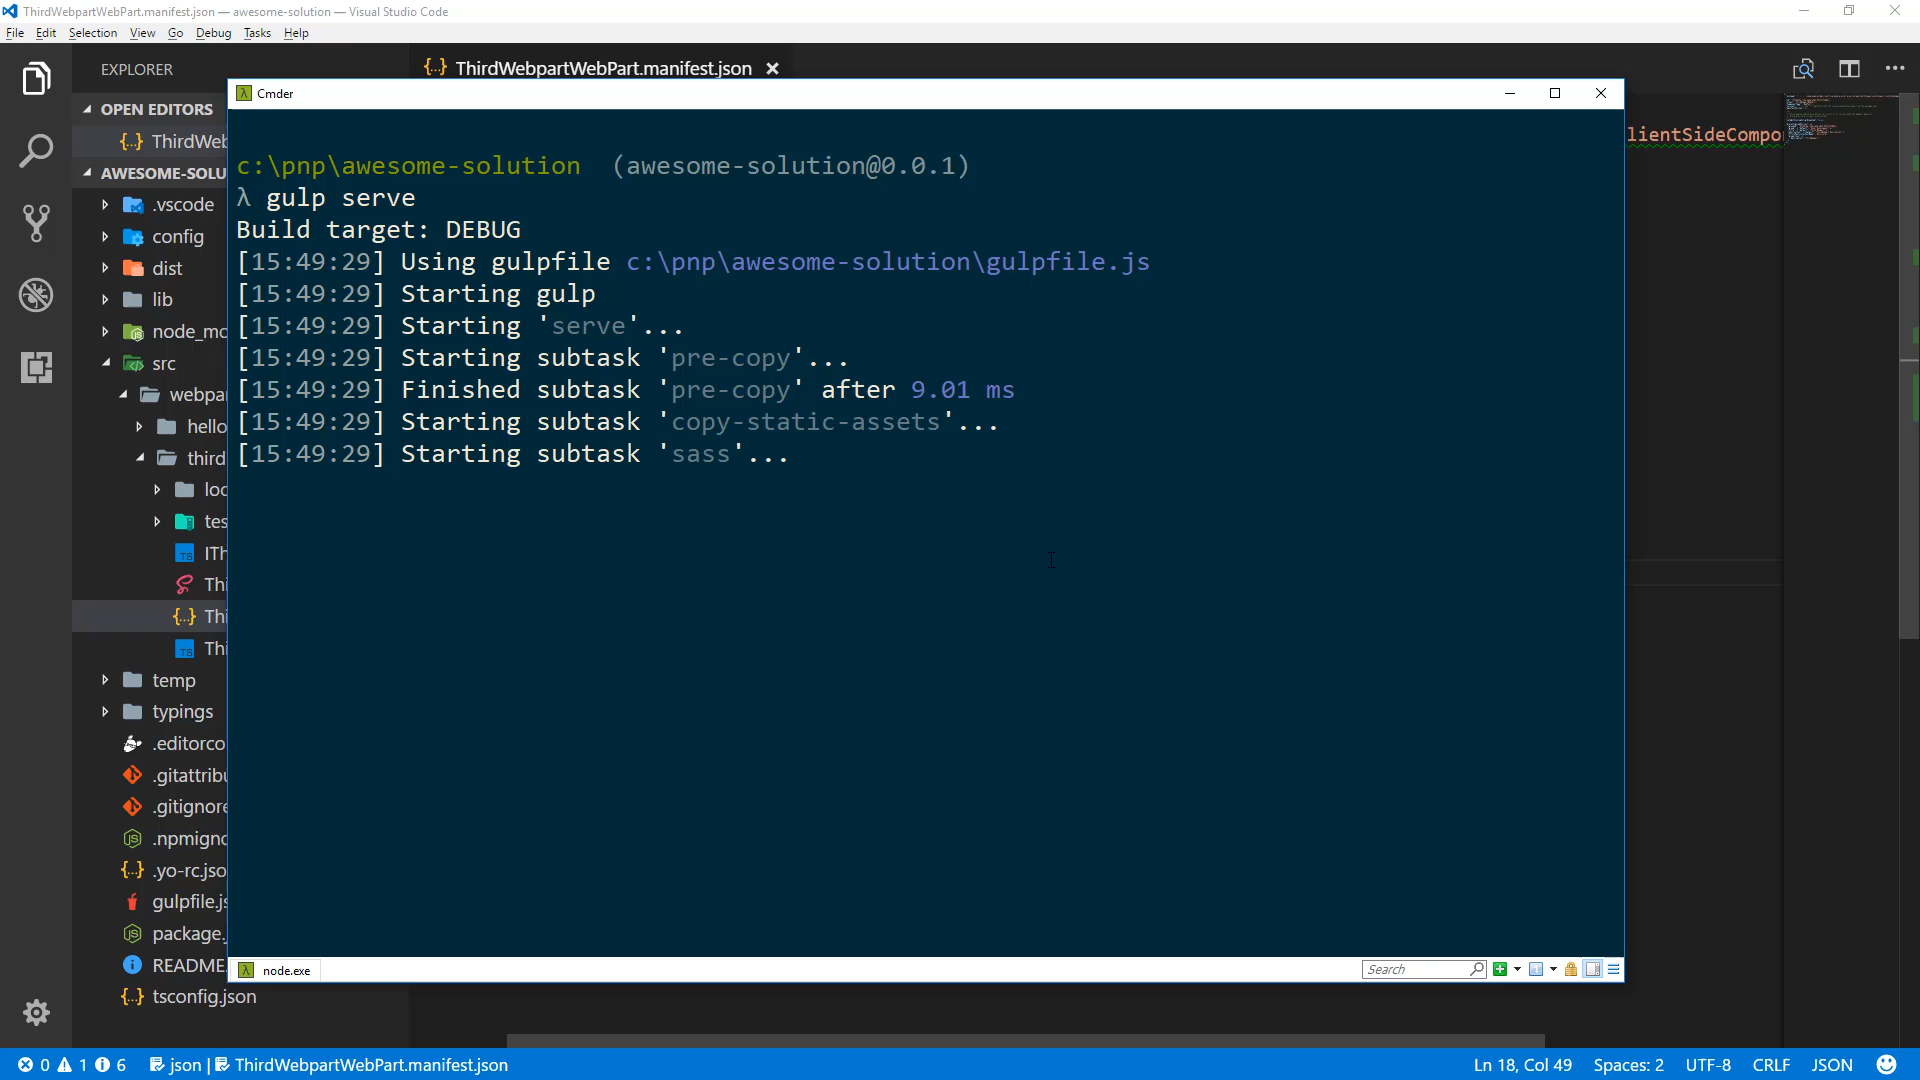 ThirdWebpartWebPart.manifest.json — awesome-solution — Visual Studio Code
File Edit Selection View Go Debug Tasks Help
EXPLORER
{...} ThirdWebpartWebPart.manifest.json
OPEN EDITORS
{...} ThirdWeb
AWESOME-SOLU
.vscode
config
dist
lib
node_mo
src
webpar
hello
third
loc
tes
TS ITh
Thi
{...} Thi
TS Thi
temp
typings
.editorco
.gitattribu
.gitignore
.npmigno
{...} .yo-rc.jso
gulpfile.js
package.
README.
{...} tsconfig.json
lientSideCompo
λ Cmder
c:\pnp\awesome-solution (awesome-solution@0.0.1)
λ gulp serve
Build target: DEBUG
[15:49:29] Using gulpfile c:\pnp\awesome-solution\gulpfile.js
[15:49:29] Starting gulp
[15:49:29] Starting 'serve'...
[15:49:29] Starting subtask 'pre-copy'...
[15:49:29] Finished subtask 'pre-copy' after 9.01 ms
[15:49:29] Starting subtask 'copy-static-assets'...
[15:49:29] Starting subtask 'sass'...
λ node.exe
Search
0 1 6 json | ThirdWebpartWebPart.manifest.json
Ln 18, Col 49 Spaces: 2 UTF-8 CRLF JSON